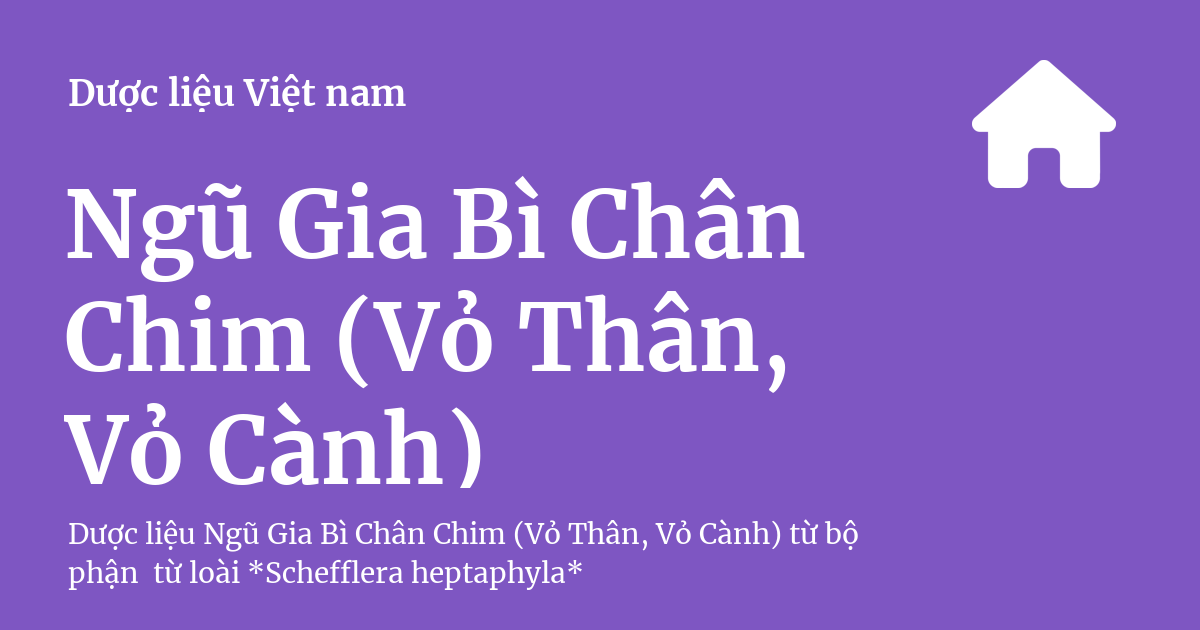 Dược liệu Việt nam
Ngũ Gia Bì Chân
Chim (Vỏ Thân,
Vỏ Cành)
Dược liệu Ngũ Gia Bì Chân Chim (Vỏ Thân, Vỏ Cành) từ bộ
phận  từ loài *Schefflera heptaphyla*